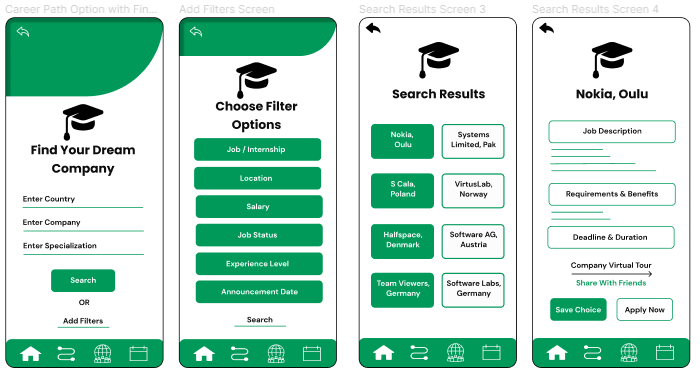 Career Path Option with Fin...
Find Your Dream
Company
Enter Country
Enter Company
Enter Specialization
Search
OR
Add Filters
Add Filters Screen
Choose Filter
Options
Job / Internship
Location
Salary
Job Status
Experience Level
Announcement Date
Search
Search Results Screen 3
Search Results
Nokia,
Oulu
Systems
Limited, Pak
S Cala,
Poland
VirtusLab,
Norway
Halfspace,
Denmark
Software AG,
Austria
Team Viewers,
Germany
Software Labs,
Germany
Search Results Screen 4
Nokia, Oulu
Job Description
Requirements & Benefits
Deadline & Duration
Company Virtual Tour
Share With Friends
Save Choice
Apply Now